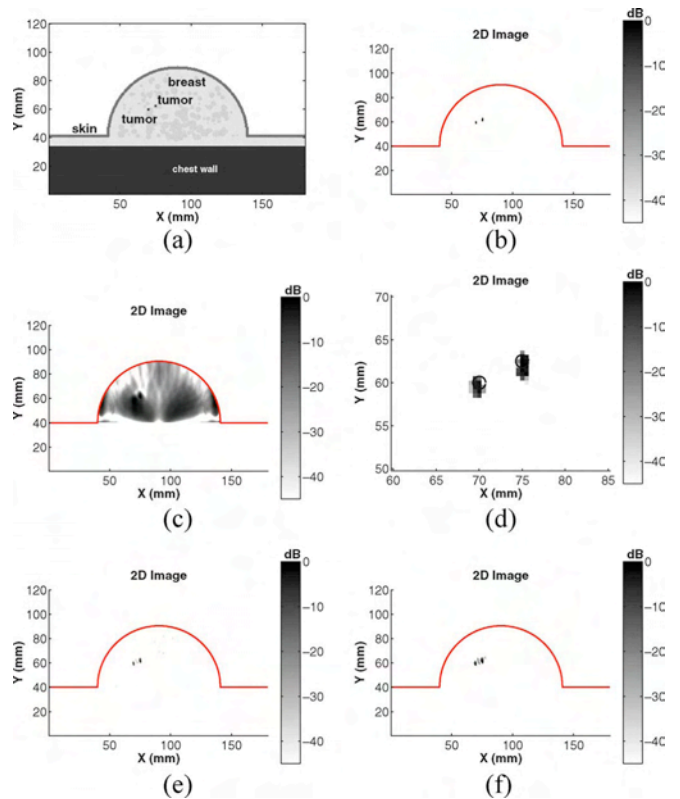 120
100
80
60
40
20
Y (mm)
skin
breast
tumor
tumor
chest wall
50 100 150
X (mm)
(a)
2D Image
120
100
80
60
40
20
Y (mm)
50 100 150
X (mm)
dB
0
−10
−20
−30
−40
(b)
2D Image
120
100
80
60
40
20
Y (mm)
50 100 150
X (mm)
dB
0
−10
−20
−30
−40
(c)
2D Image
70
65
60
55
50
Y (mm)
60 65 70 75 80 85
X (mm)
dB
0
−10
−20
−30
−40
(d)
2D Image
120
100
80
60
40
20
Y (mm)
50 100 150
X (mm)
dB
0
−10
−20
−30
−40
(e)
2D Image
120
100
80
60
40
20
Y (mm)
50 100 150
X (mm)
dB
0
−10
−20
−30
−40
(f)